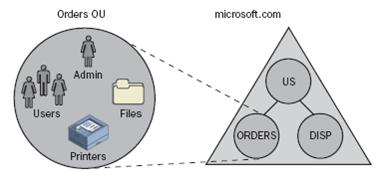 Orders OU
microsoft.com
Admin
US
Users
Files
ORDERS
DISP
Printers